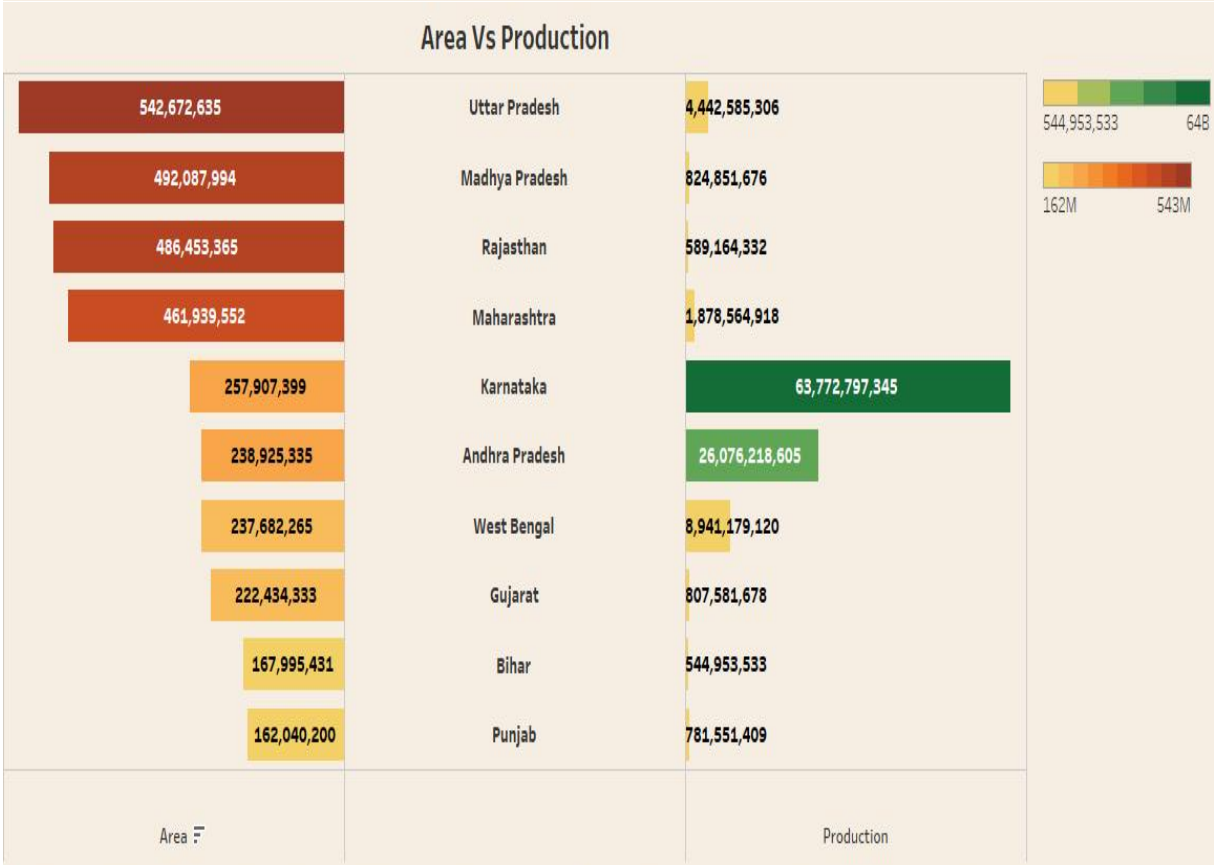 Area Vs Production
542,672,635 Uttar Pradesh 4,442,585,306
492,087,994 Madhya Pradesh 824,851,676
486,453,365 Rajasthan 589,164,332
461,939,552 Maharashtra 1,878,564,918
257,907,399 Karnataka 63,772,797,345
238,925,335 Andhra Pradesh 26,076,218,605
237,682,265 West Bengal 8,941,179,120
222,434,333 Gujarat 807,581,678
167,995,431 Bihar 544,953,533
162,040,200 Punjab 781,551,409
Area Production
544,953,533 64B
162M 543M